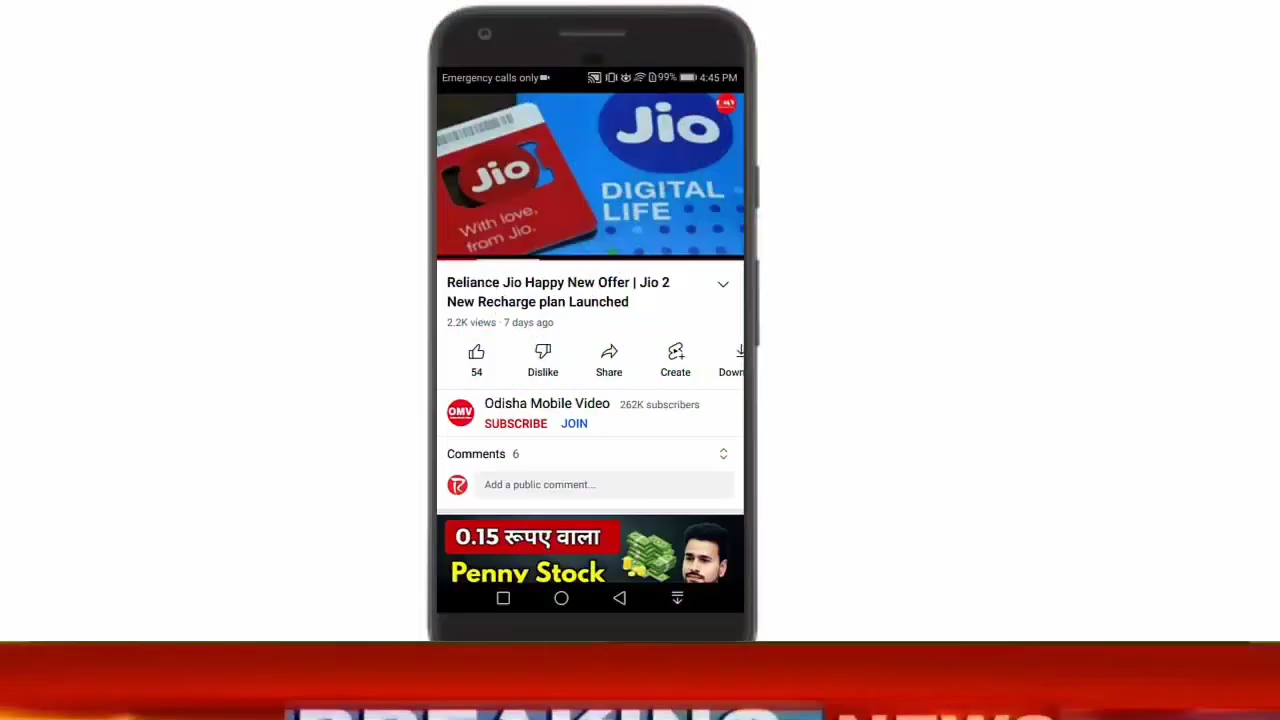 Emergency calls only
99% 4:45 PM
Jio
Jio
DIGITAL
LIFE
With love,
from Jio.
Reliance Jio Happy New Offer | Jio 2
New Recharge plan Launched
2.2K views · 7 days ago
54 Dislike Share Create Down
OMV
Odisha Mobile Video 262K subscribers
SUBSCRIBE JOIN
Comments 6
Add a public comment...
0.15 रूपए वाला
Penny Stock
BREAKING NEWS